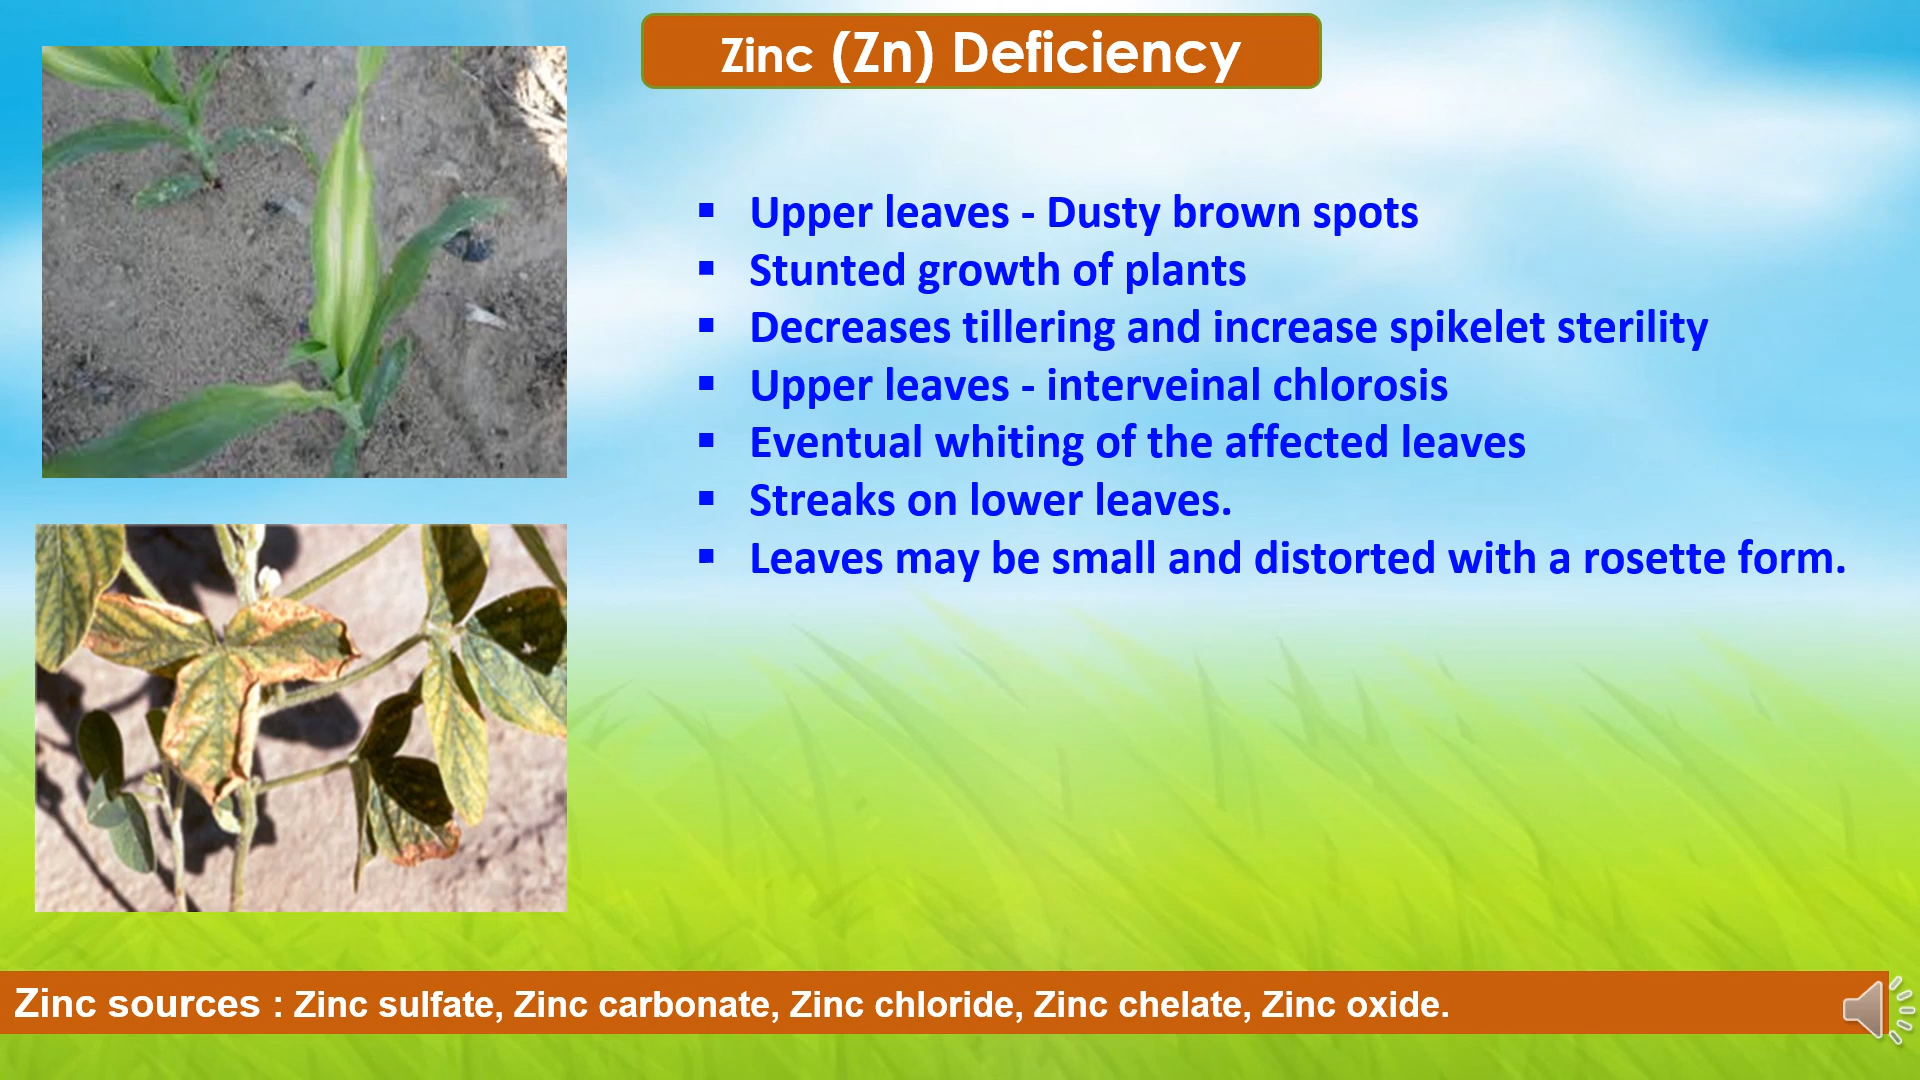 Zinc (Zn) Deficiency
▪ Upper leaves - Dusty brown spots
▪ Stunted growth of plants
▪ Decreases tillering and increase spikelet sterility
▪ Upper leaves - interveinal chlorosis
▪ Eventual whiting of the affected leaves
▪ Streaks on lower leaves.
▪ Leaves may be small and distorted with a rosette form.
Zinc sources : Zinc sulfate, Zinc carbonate, Zinc chloride, Zinc chelate, Zinc oxide.